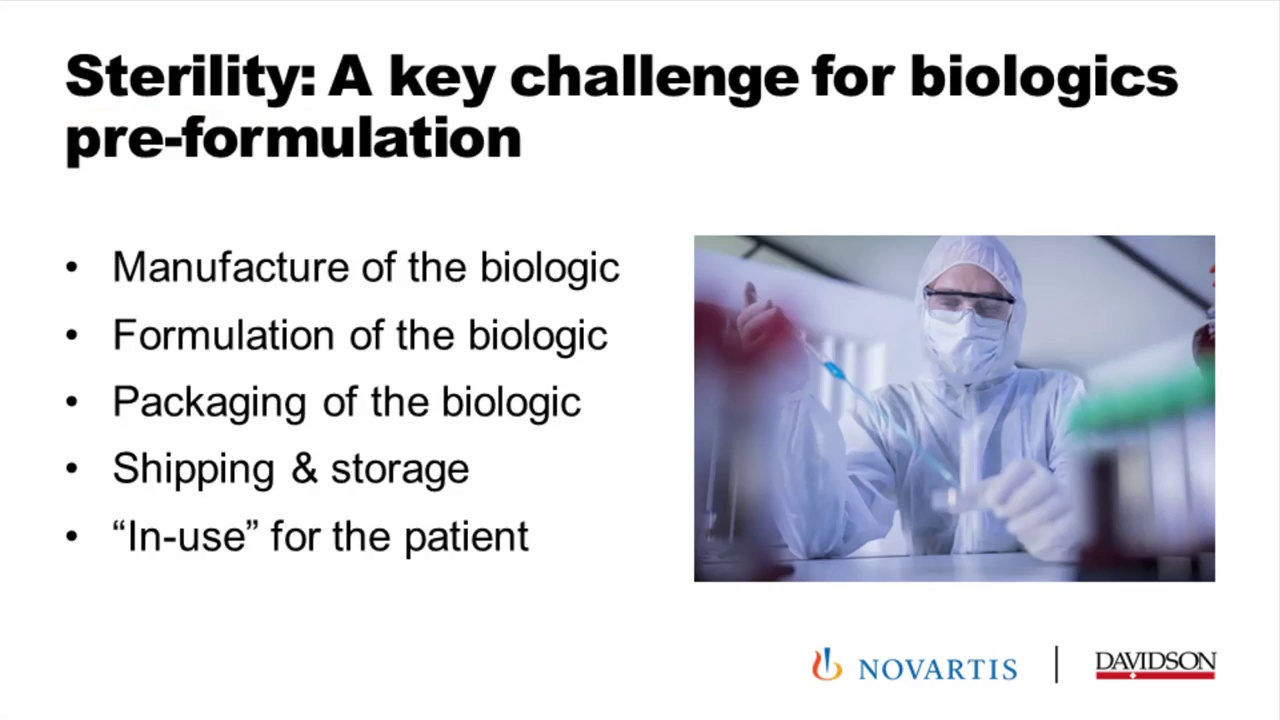 Sterility: A key challenge for biologics
pre-formulation
• Manufacture of the biologic
• Formulation of the biologic
• Packaging of the biologic
• Shipping & storage
• “In-use” for the patient
NOVARTIS | DAVIDSON